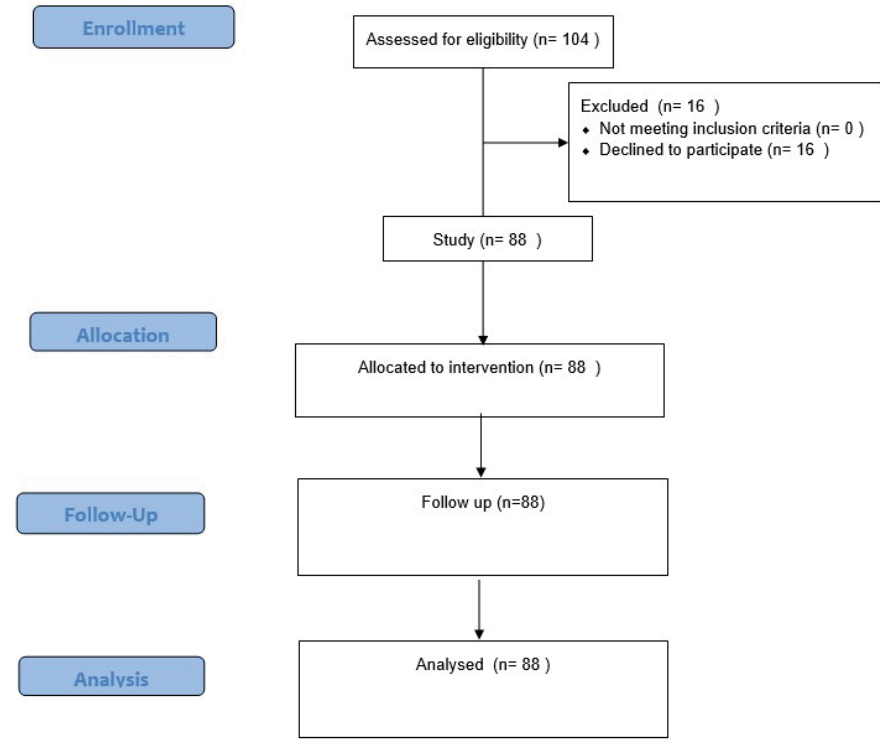 Enrollment
Assessed for eligibility (n= 104 )
Excluded (n= 16 )
♦ Not meeting inclusion criteria (n= 0 )
♦ Declined to participate (n= 16 )
Study (n= 88 )
Allocation
Allocated to intervention (n= 88 )
Follow-Up
Follow up (n=88)
Analysis
Analysed (n= 88 )